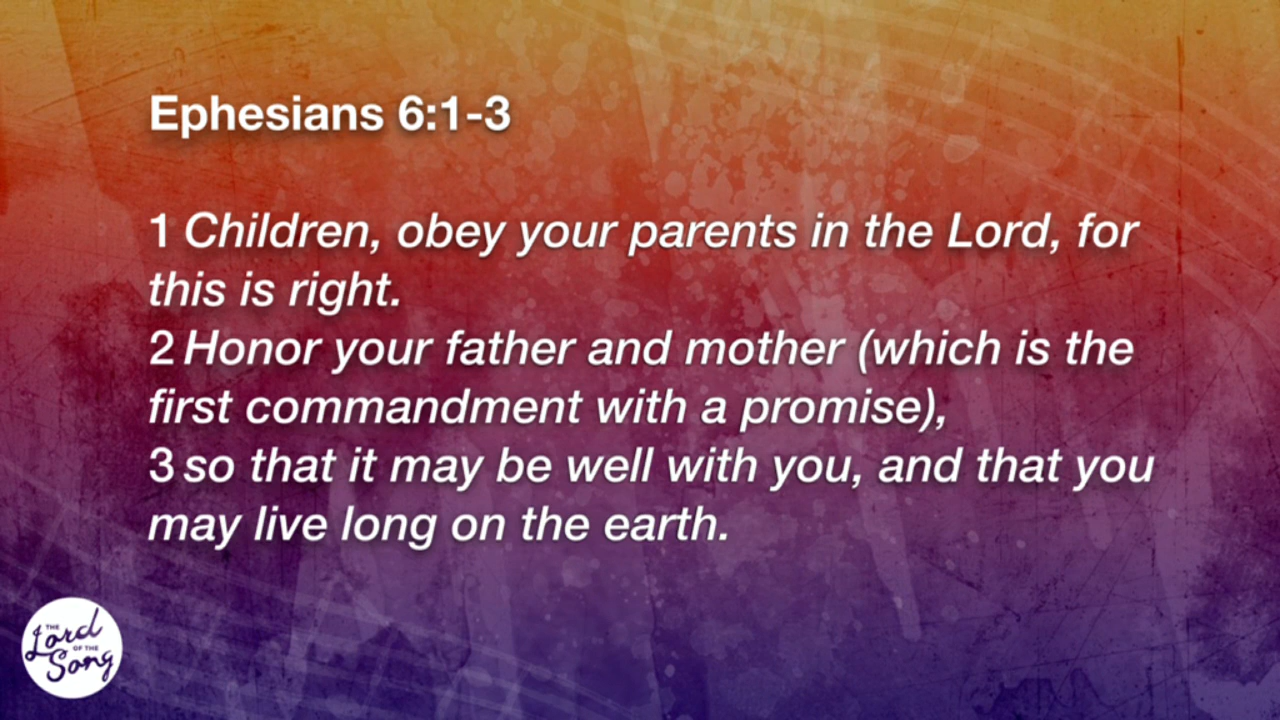 Ephesians 6:1-3
1 Children, obey your parents in the Lord, for
this is right.
2 Honor your father and mother (which is the
first commandment with a promise),
3 so that it may be well with you, and that you
may live long on the earth.
THE
Lord
OF THE
Song